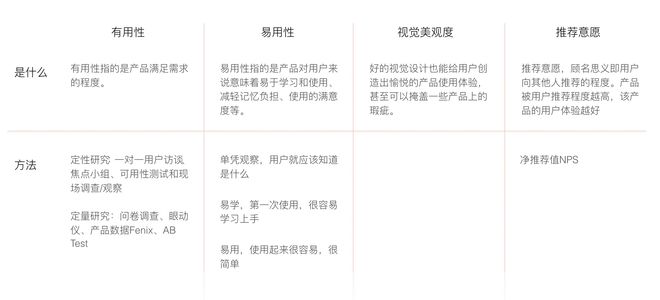 有用性
易用性
视觉美观度
推荐意愿
是什么
有用性指的是产品满足需求
的程度。
易用性指的是产品对用户来
说意味着易于学习和使用、
减轻记忆负担、使用的满意
度等。
好的视觉设计也能给用户创
造出愉悦的产品使用体验,
甚至可以掩盖一些产品上的
瑕疵。
推荐意愿，顾名思义即用户
向其他人推荐的程度。产品
被用户推荐程度越高，该产
品的用户体验越好
方法
定性研究 一对一用户访谈,
焦点小组、可用性测试和现
场调查/观察
定量研究：问卷调查、眼动
仪、产品数据Fenix、AB
Test
单凭观察，用户就应该知道
是什么
易学，第一次使用，很容易
学习上手
易用，使用起来很容易，很
简单
净推荐值NPS